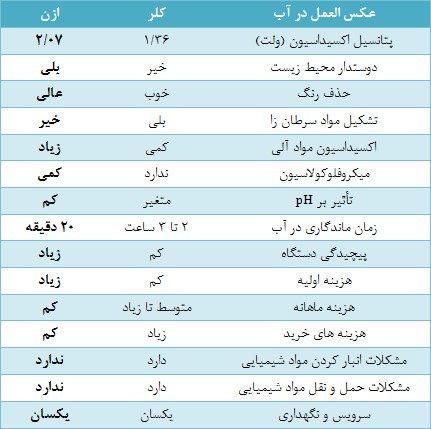 عکس العمل در آب کلر ازن
پتانسیل اکسیداسیون (ولت) ۱/۳۶ ۲/۰۷
دوستدار محیط زیست خیر بلی
حذف رنگ خوب عالی
تشکیل مواد سرطان زا بلی خیر
اکسیداسیون مواد آلی کمی زیاد
میکروفلوکولاسیون ندارد کمی
تأثیر بر pH متغیر کم
زمان ماندگاری در آب ۲ تا ۳ ساعت ۲۰ دقیقه
پیچیدگی دستگاه کم زیاد
هزینه اولیه کم زیاد
هزینه ماهانه متوسط تا زیاد کم
هزینه های خرید زیاد کم
مشکلات انبار کردن مواد شیمیایی دارد ندارد
مشکلات حمل و نقل مواد شیمیایی دارد ندارد
سرویس و نگهداری یکسان یکسان